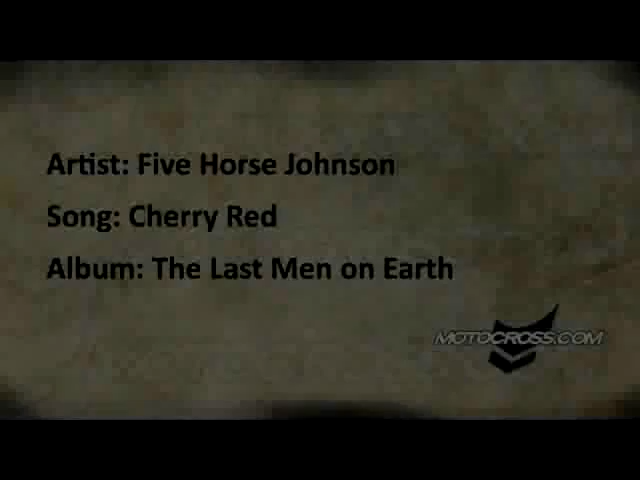 Artist: Five Horse Johnson
Song: Cherry Red
Album: The Last Men on Earth
MOTOCROSS.COM